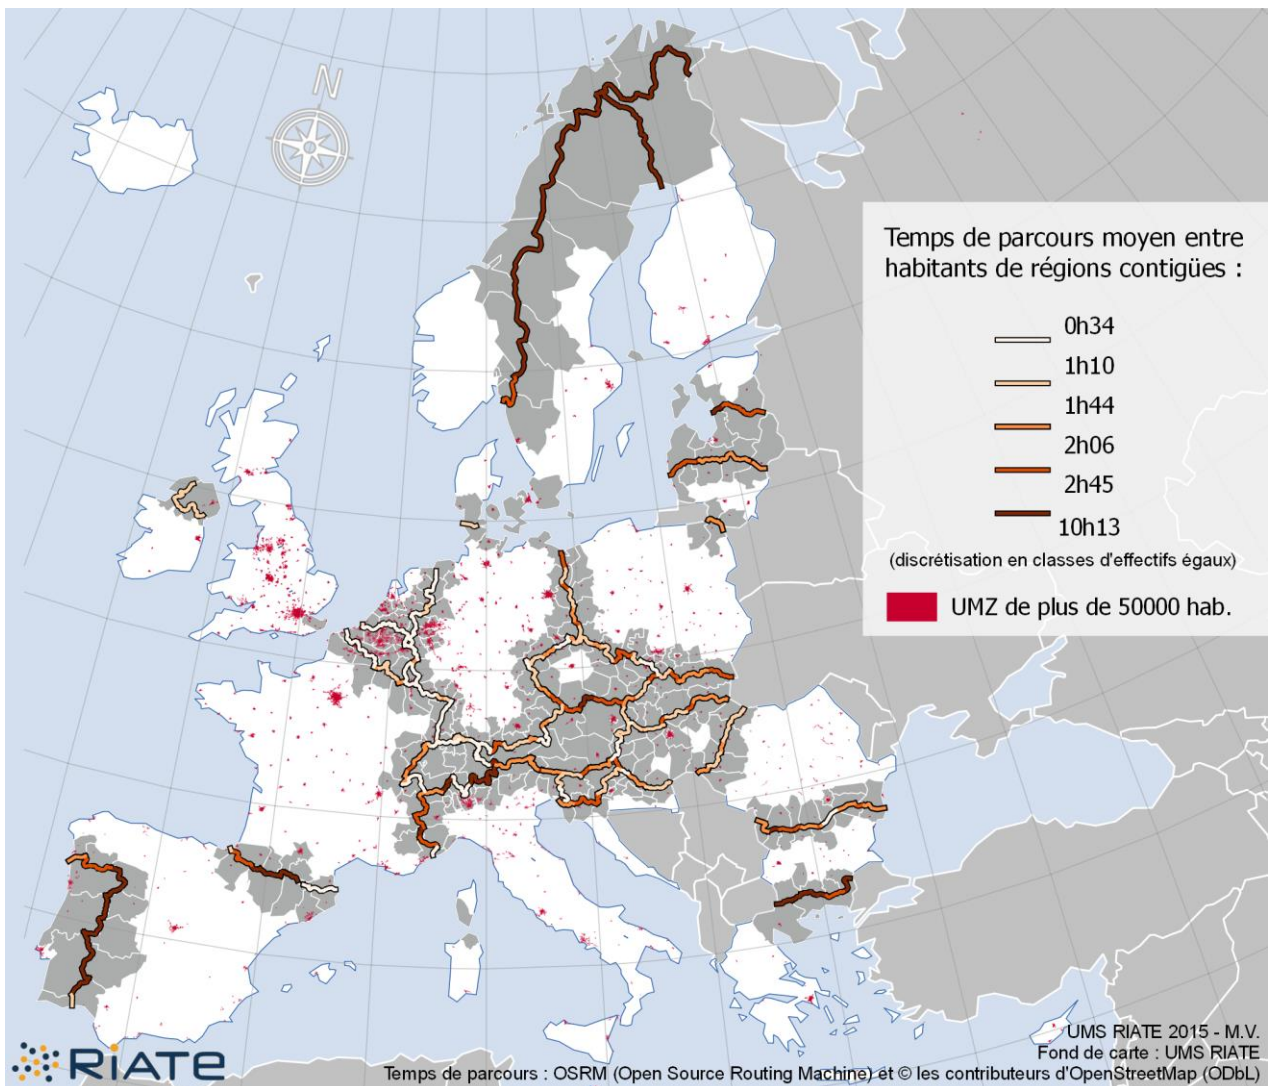 N
Temps de parcours moyen entre
habitants de régions contigües :
0h34
1h10
1h44
2h06
2h45
10h13
(discrétisation en classes d'effectifs égaux)
UMZ de plus de 50000 hab.
RIATE
UMS RIATE 2015 - M.V.
Fond de carte : UMS RIATE
Temps de parcours : OSRM (Open Source Routing Machine) et © les contributeurs d'OpenStreetMap (ODbL)